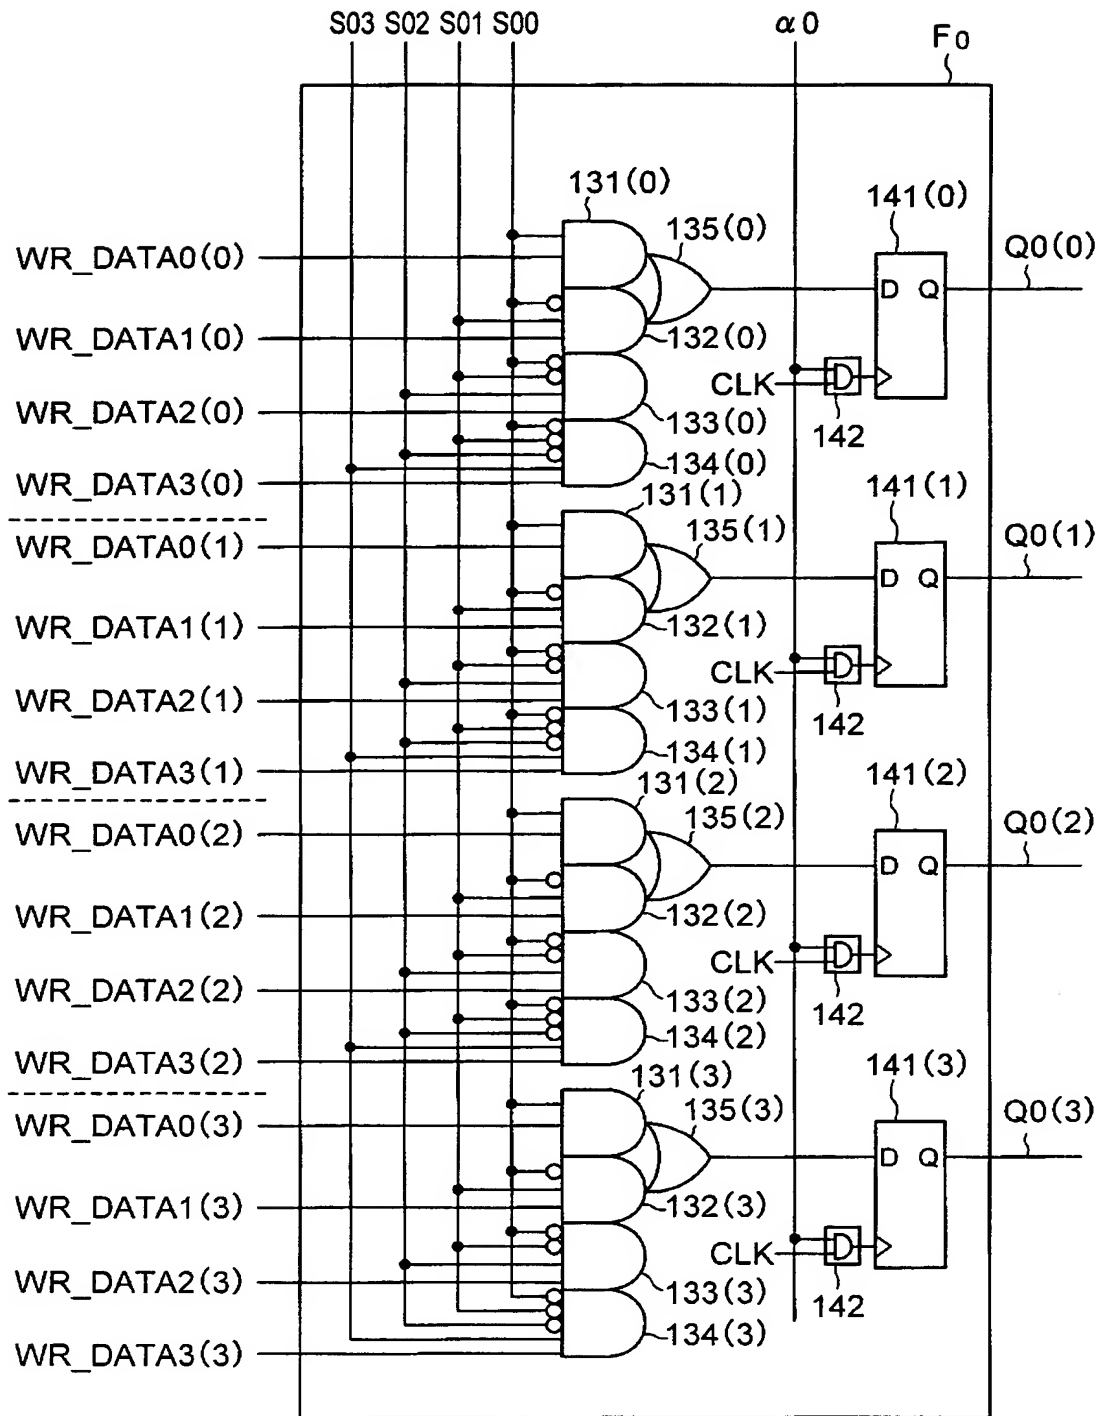 S03 S02 S01 S00 α0
F0
131(0)
141(0)
135(0)
WR_DATA0(0)
Q0(0)
D Q
WR_DATA1(0)
132(0)
CLK
WR_DATA2(0)
133(0)
142
134(0)
WR_DATA3(0)
131(1)
141(1)
135(1)
WR_DATA0(1)
Q0(1)
D Q
WR_DATA1(1)
132(1)
CLK
WR_DATA2(1)
133(1)
142
134(1)
WR_DATA3(1)
131(2)
141(2)
135(2)
WR_DATA0(2)
Q0(2)
D Q
WR_DATA1(2)
132(2)
CLK
WR_DATA2(2)
133(2)
142
134(2)
WR_DATA3(2)
131(3)
141(3)
135(3)
WR_DATA0(3)
Q0(3)
D Q
WR_DATA1(3)
132(3)
CLK
WR_DATA2(3)
133(3)
142
134(3)
WR_DATA3(3)